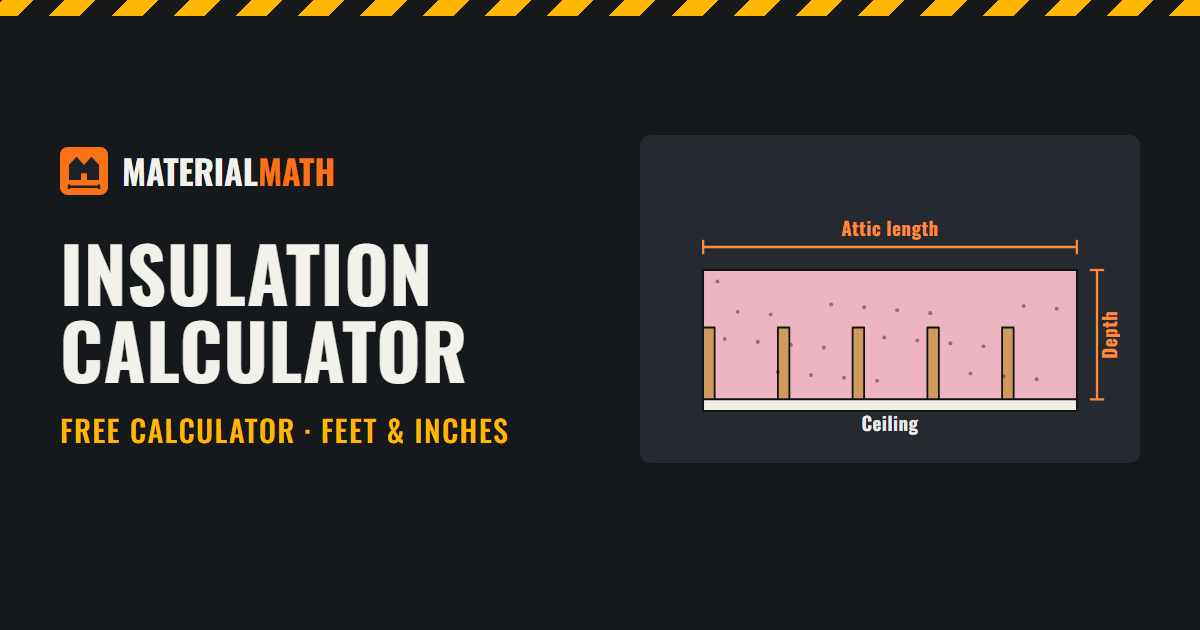 MATERIALMATH
INSULATION
CALCULATOR
FREE CALCULATOR · FEET & INCHES
Attic length
Depth
Ceiling